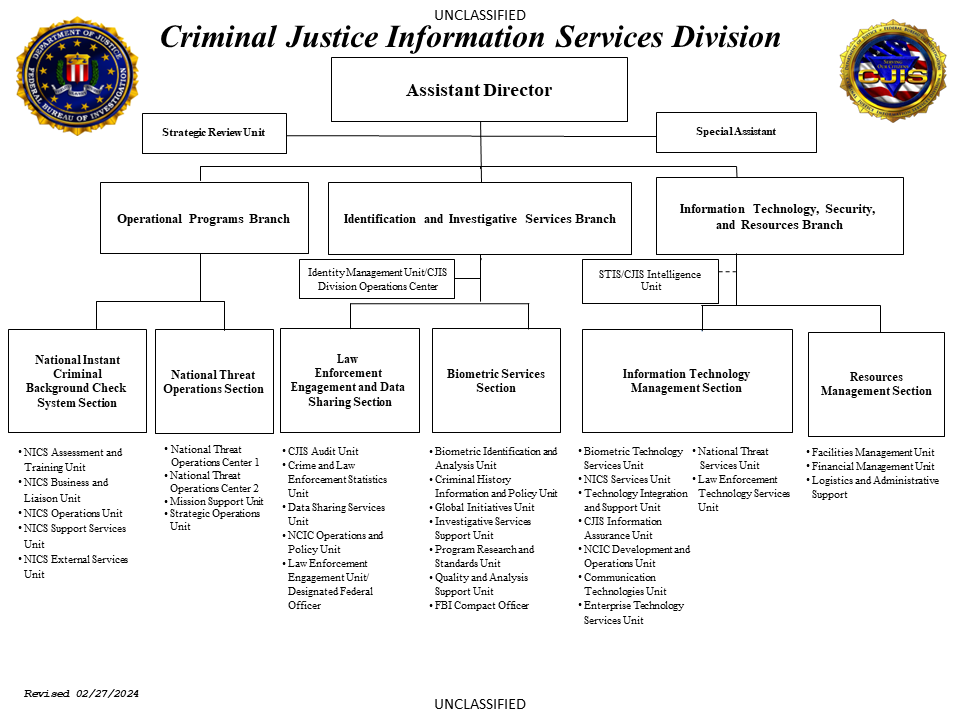 UNCLASSIFIED
Criminal Justice Information Services Division
DEPARTMENT OF JUSTICE
FEDERAL BUREAU OF INVESTIGATION
SERVING
OUR CITIZENS
CJIS
Assistant Director
Strategic Review Unit
Special Assistant
Operational Programs Branch
Identification and Investigative Services Branch
Information Technology, Security,
and Resources Branch
Identity Management Unit/CJIS
Division Operations Center
STIS/CJIS Intelligence
Unit
National Instant
Criminal
Background Check
System Section
National Threat
Operations Section
Law
Enforcement
Engagement and Data
Sharing Section
Biometric Services
Section
Information Technology
Management Section
Resources
Management Section
• NICS Assessment and
Training Unit
• NICS Business and
Liaison Unit
• NICS Operations Unit
• NICS Support Services
Unit
• NICS External Services
Unit
• National Threat
Operations Center 1
• National Threat
Operations Center 2
• Mission Support Unit
• Strategic Operations
Unit
• CJIS Audit Unit
• Crime and Law
Enforcement Statistics
Unit
• Data Sharing Services
Unit
• NCIC Operations and
Policy Unit
• Law Enforcement
Engagement Unit/
Designated Federal
Officer
• Biometric Identification and
Analysis Unit
• Criminal History
Information and Policy Unit
• Global Initiatives Unit
• Investigative Services
Support Unit
• Program Research and
Standards Unit
• Quality and Analysis
Support Unit
• FBI Compact Officer
• Biometric Technology
Services Unit
• NICS Services Unit
• Technology Integration
and Support Unit
• CJIS Information
Assurance Unit
• NCIC Development and
Operations Unit
• Communication
Technologies Unit
• Enterprise Technology
Services Unit
• National Threat
Services Unit
• Law Enforcement
Technology Services
Unit
• Facilities Management Unit
• Financial Management Unit
• Logistics and Administrative
Support
Revised 02/27/2024
UNCLASSIFIED